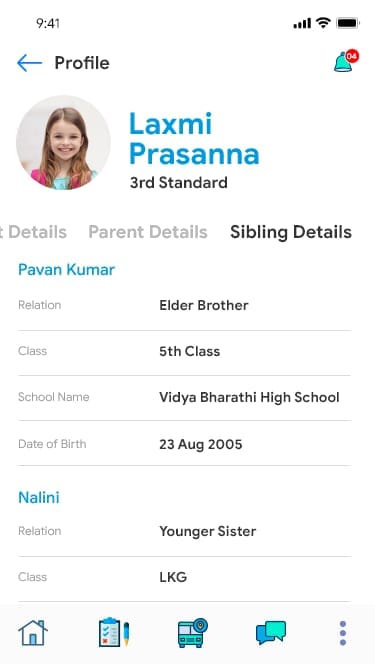 9:41
Profile
04
Laxmi
Prasanna
3rd Standard
Details Parent Details Sibling Details
Pavan Kumar
Relation Elder Brother
Class 5th Class
School Name Vidya Bharathi High School
Date of Birth 23 Aug 2005
Nalini
Relation Younger Sister
Class LKG